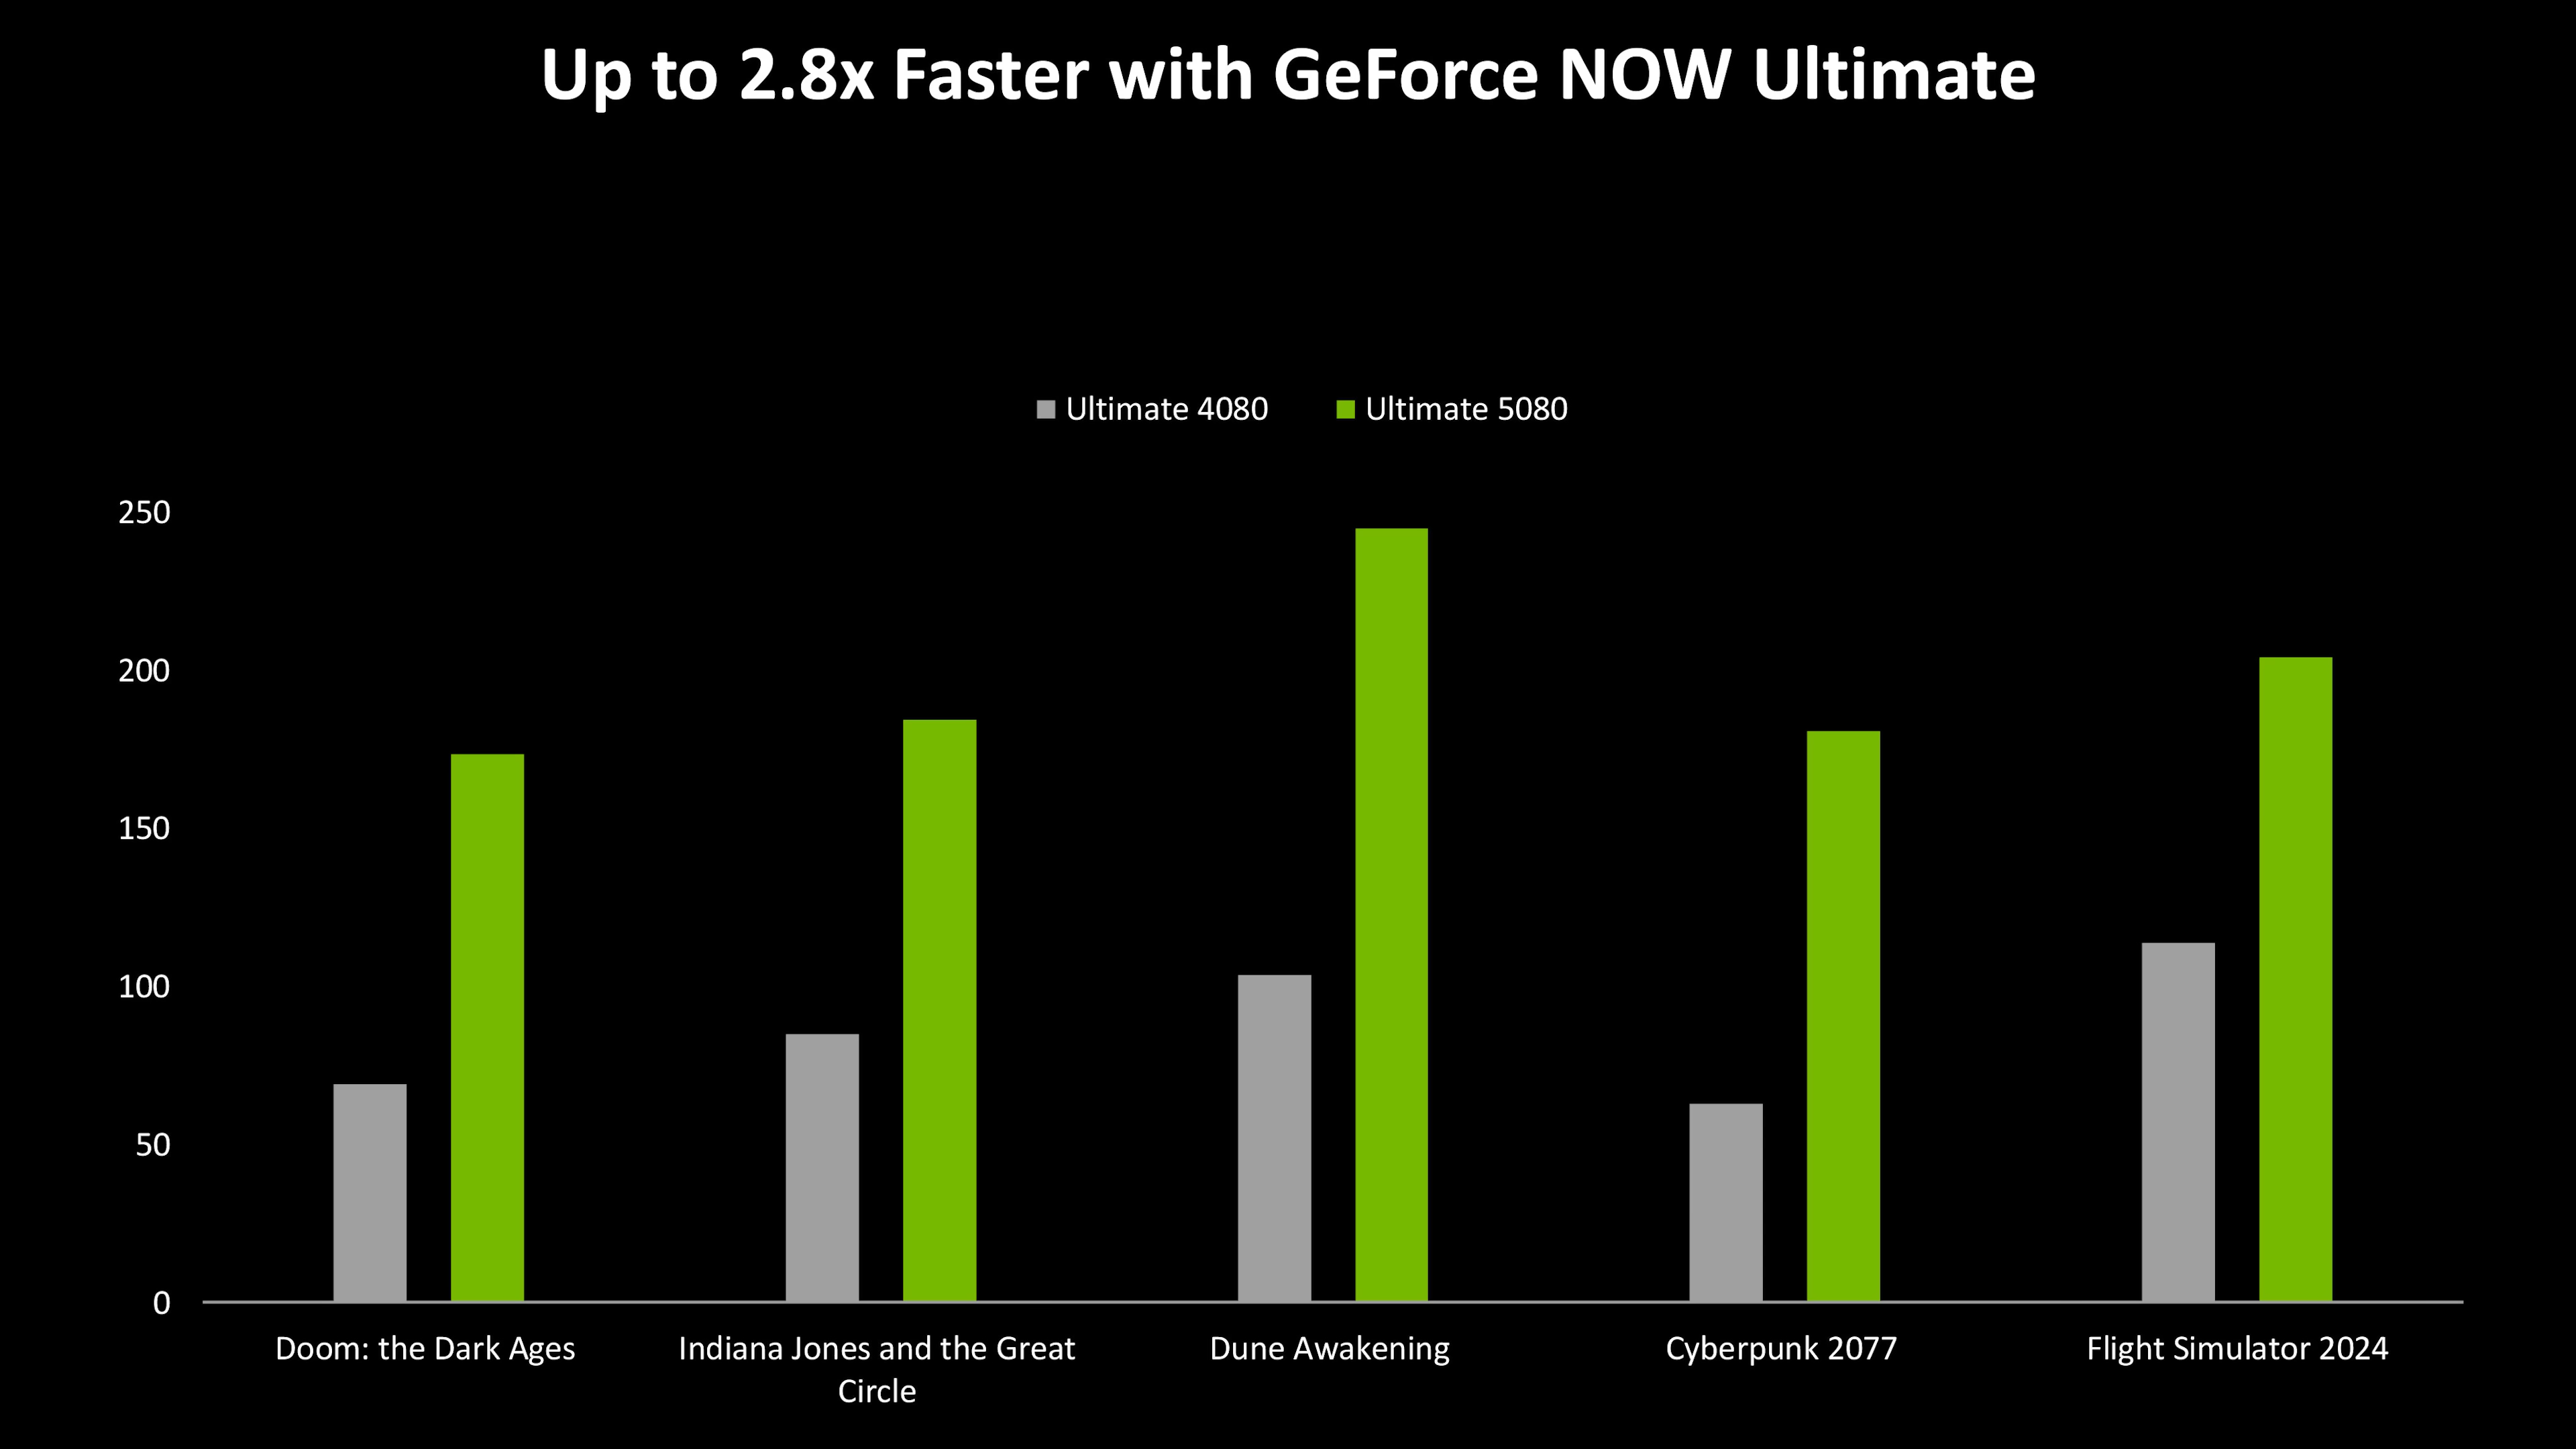 Up to 2.8x Faster with GeForce NOW Ultimate
Ultimate 4080
Ultimate 5080
250
200
150
100
50
0
Doom: the Dark Ages
Indiana Jones and the Great
Circle
Dune Awakening
Cyberpunk 2077
Flight Simulator 2024